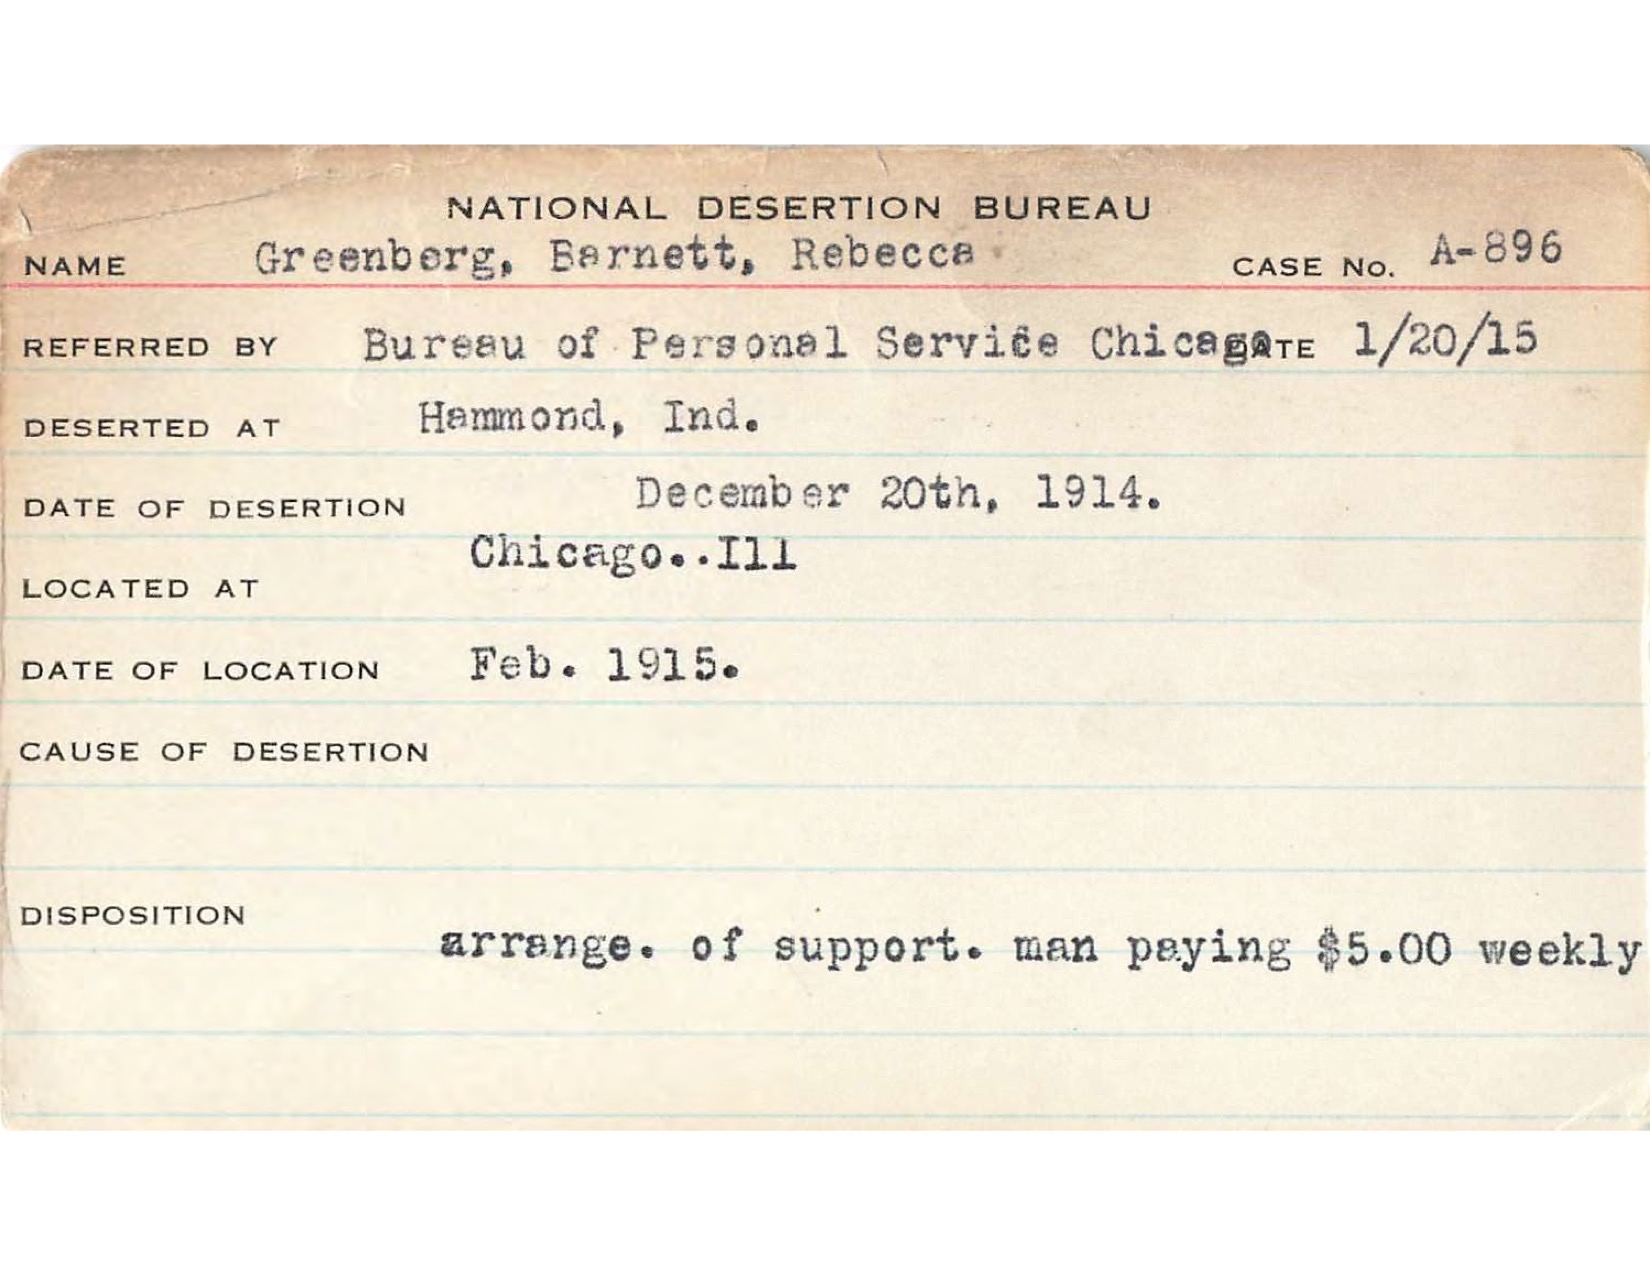 NATIONAL DESERTION BUREAU
NAME Greenberg, Barnett, Rebecca CASE No. A-896
REFERRED BY Bureau of Personal Service Chicago DATE 1/20/15
DESERTED AT Hammond, Ind.
DATE OF DESERTION December 20th, 1914.
LOCATED AT Chicago..Ill
DATE OF LOCATION Feb. 1915.
CAUSE OF DESERTION
DISPOSITION
arrange. of support. man paying $5.00 weekly